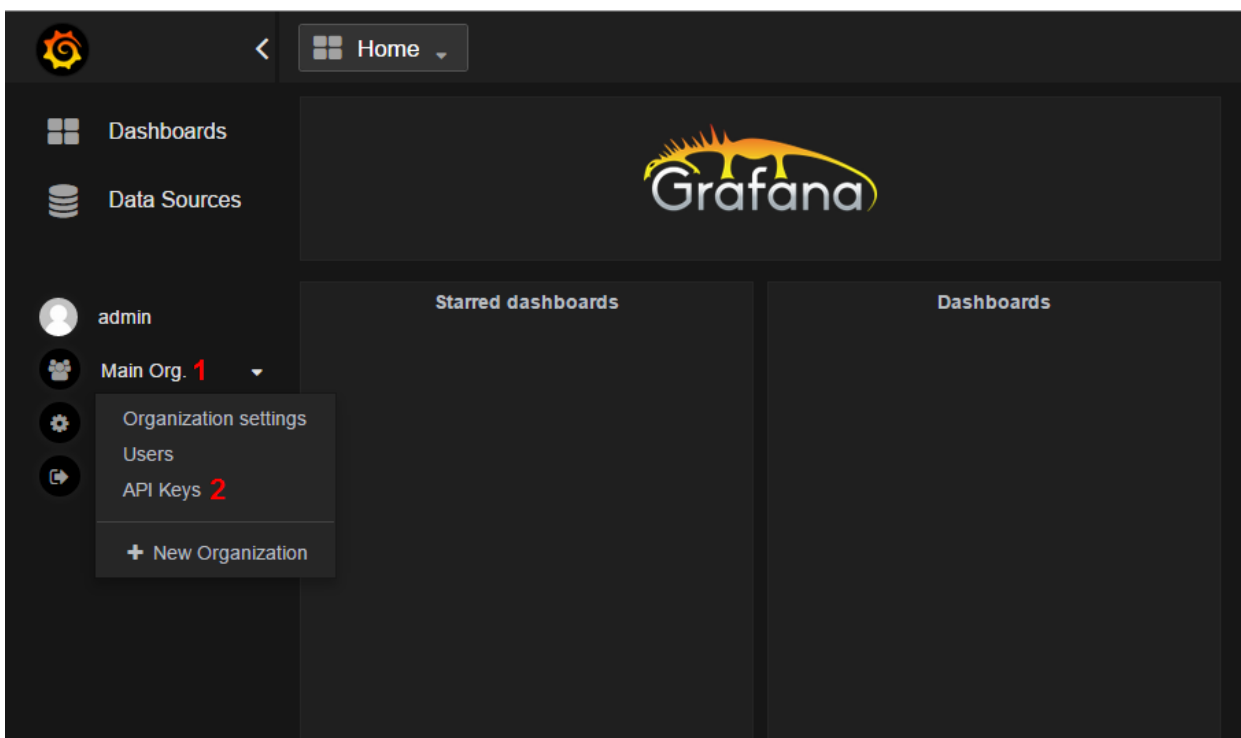 Home
Dashboards
Data Sources
Grafana
admin
Main Org. 1
Organization settings
Users
API Keys 2
+ New Organization
Starred dashboards
Dashboards